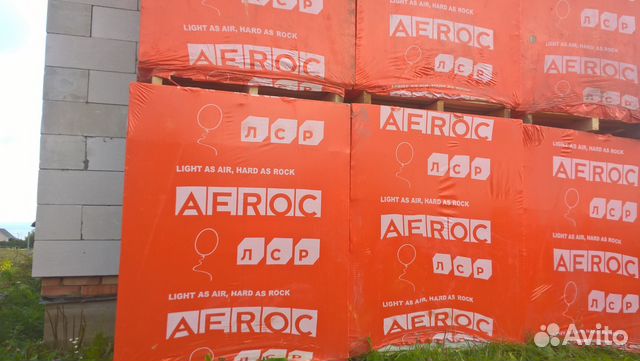 LIGHT AS AIR, HARD AS ROCK
AEROC
ЛСР
LIGHT AS AIR, HARD AS ROCK
AEROC
ЛСР
LIGHT AS AIR, HARD AS ROCK
AEROC
ЛСР
ЛСР
LIGHT AS AIR, HARD AS ROCK
AEROC
ЛСР
LIGHT AS AIR, HARD AS ROCK
AEROC
AEROC
ЛСР
LIGHT AS AIR, HARD AS ROCK
AEROC
ЛСР
LIGHT AS AIR, HARD AS ROCK
AEROC
AEROC
ЛСР
LIGHT AS AIR, HARD AS ROCK
AEROC
ЛСР
Avito